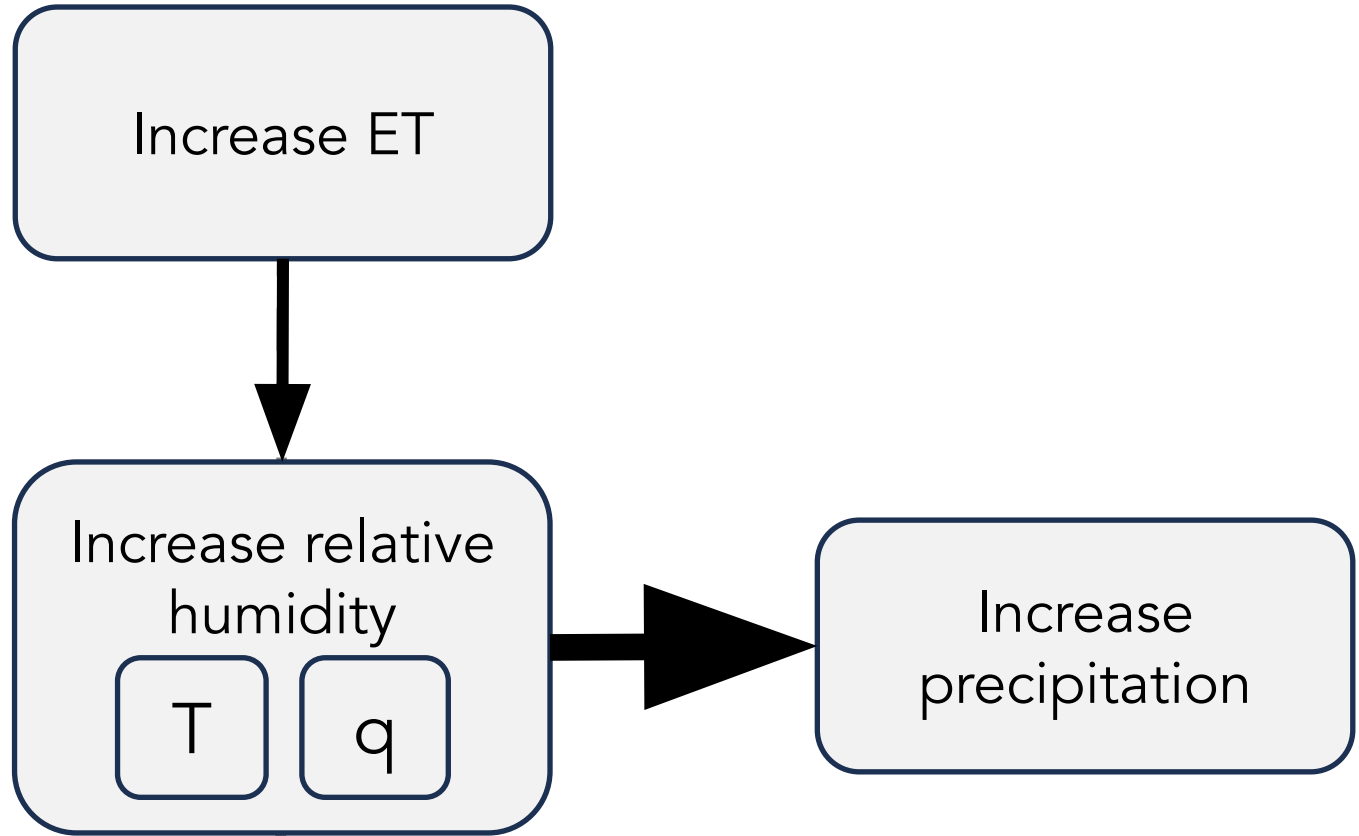 Increase ET
Increase relative
humidity
T
q
Increase
precipitation